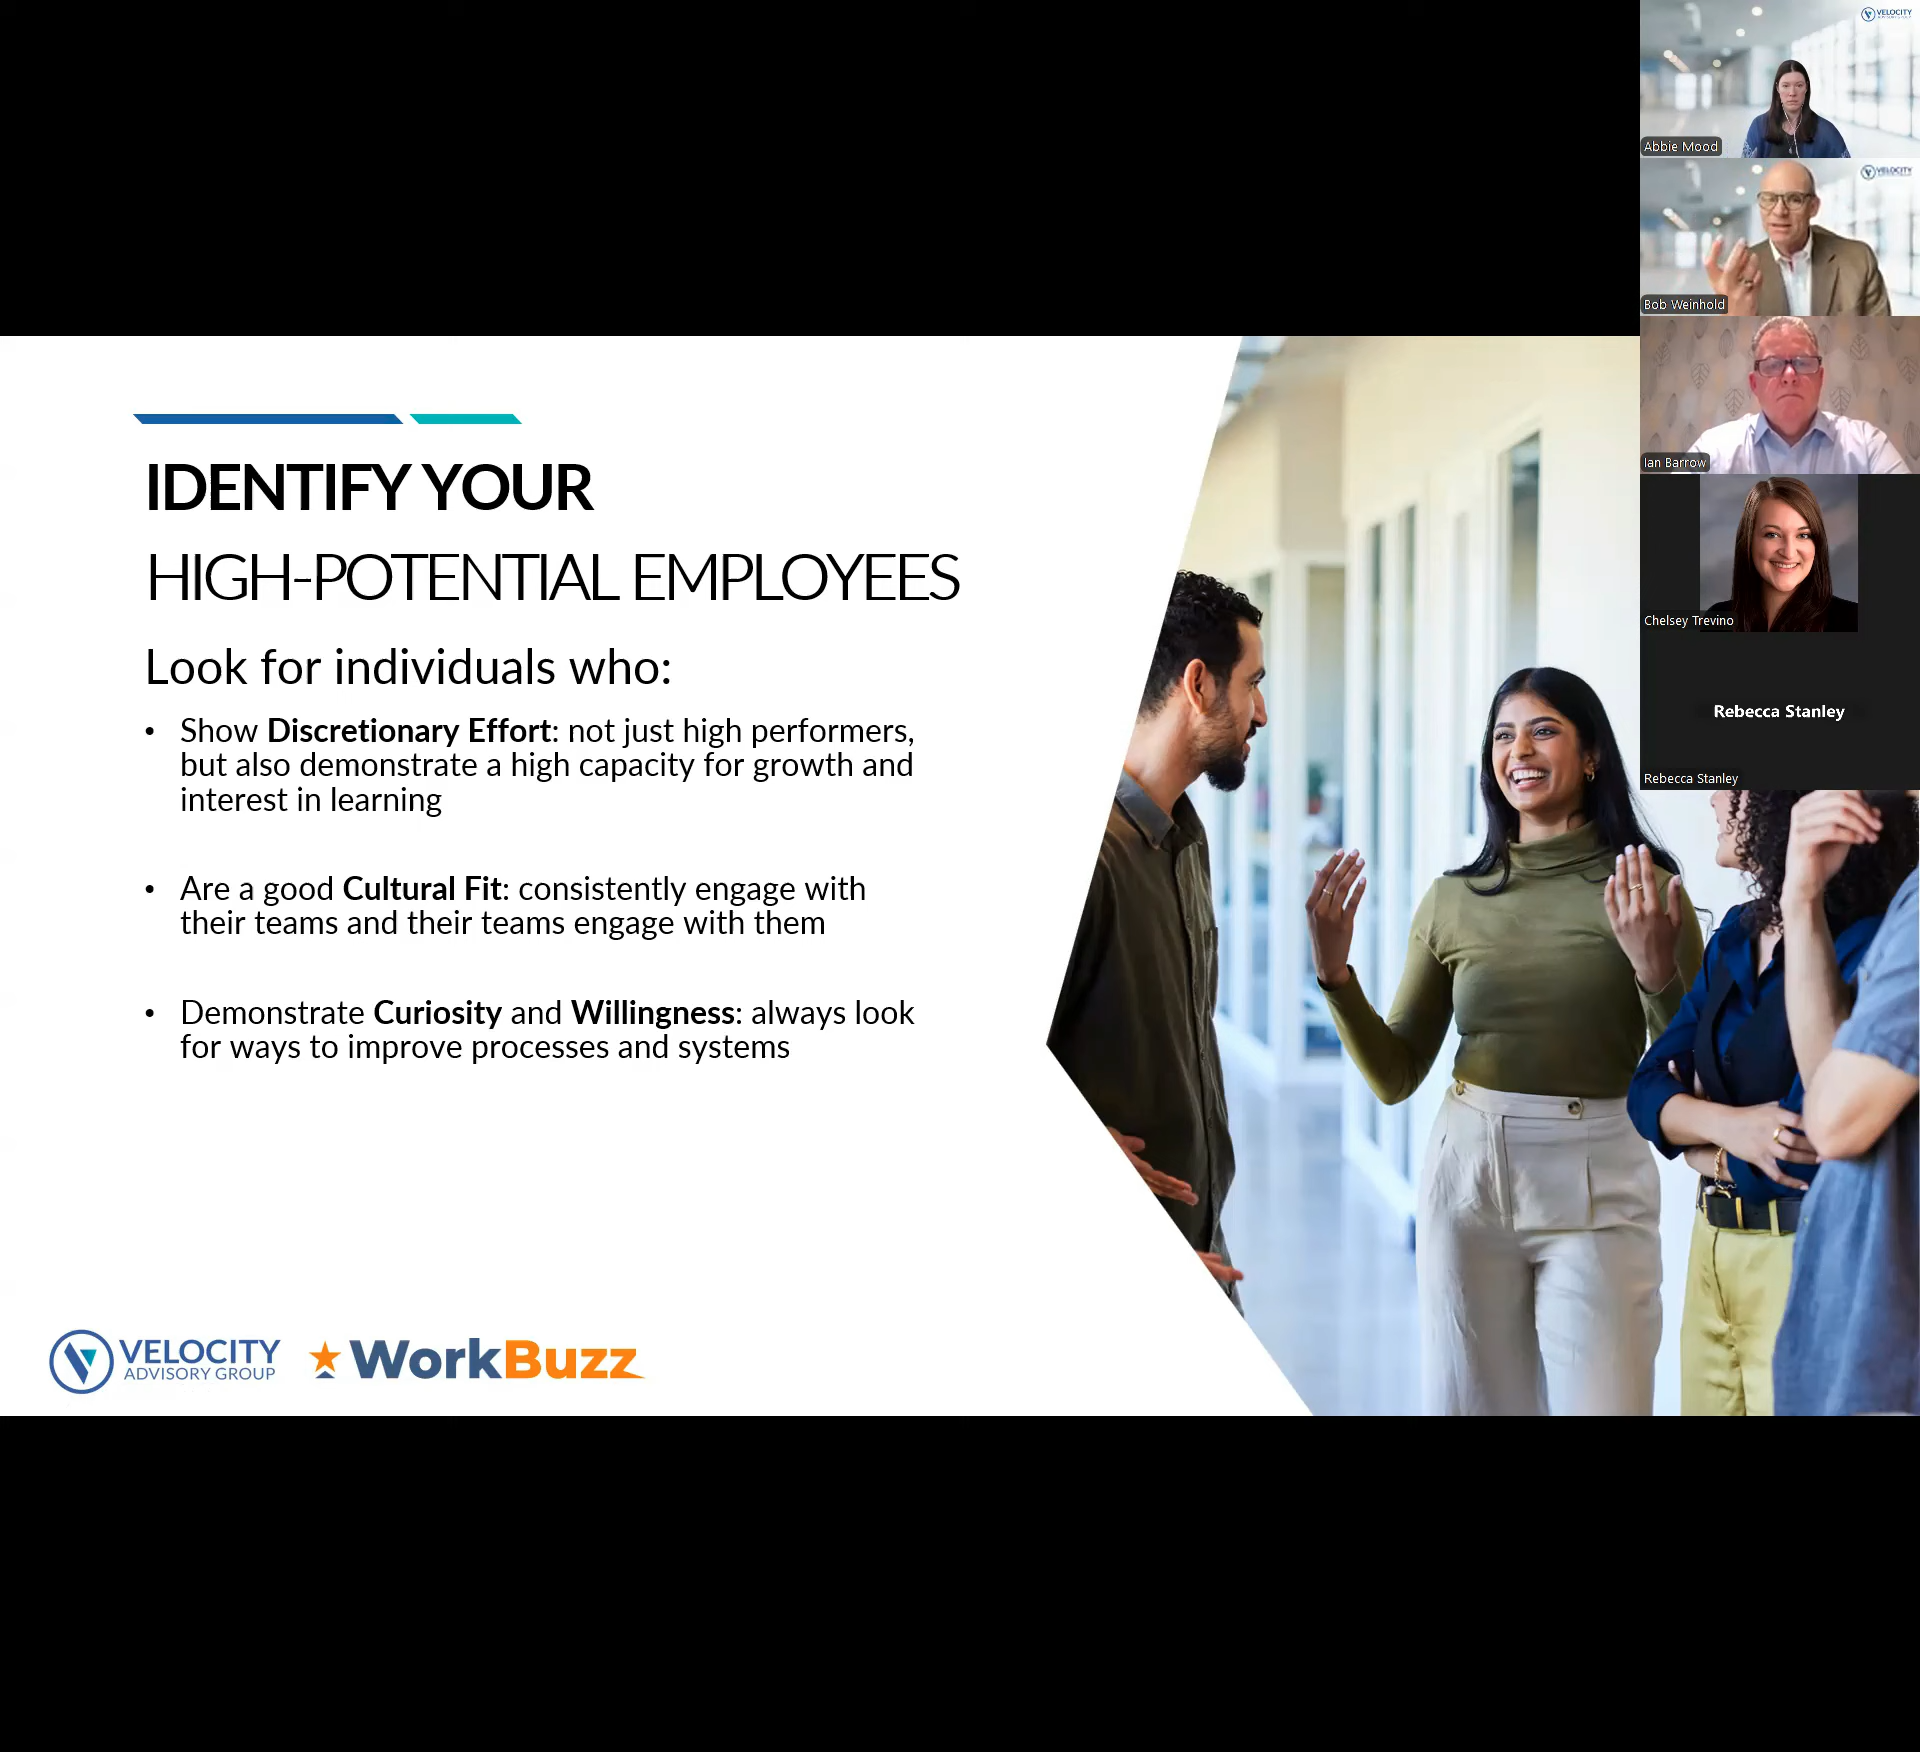 VELOCITY
Abbie Mood
VELOCITY
Bob Weinhold
Ian Barrow
Chelsey Trevino
Rebecca Stanley
Rebecca Stanley
IDENTIFY YOUR
HIGH-POTENTIAL EMPLOYEES
Look for individuals who:
• Show Discretionary Effort: not just high performers,
but also demonstrate a high capacity for growth and
interest in learning
• Are a good Cultural Fit: consistently engage with
their teams and their teams engage with them
• Demonstrate Curiosity and Willingness: always look
for ways to improve processes and systems
VELOCITY
ADVISORY GROUP
WorkBuzz